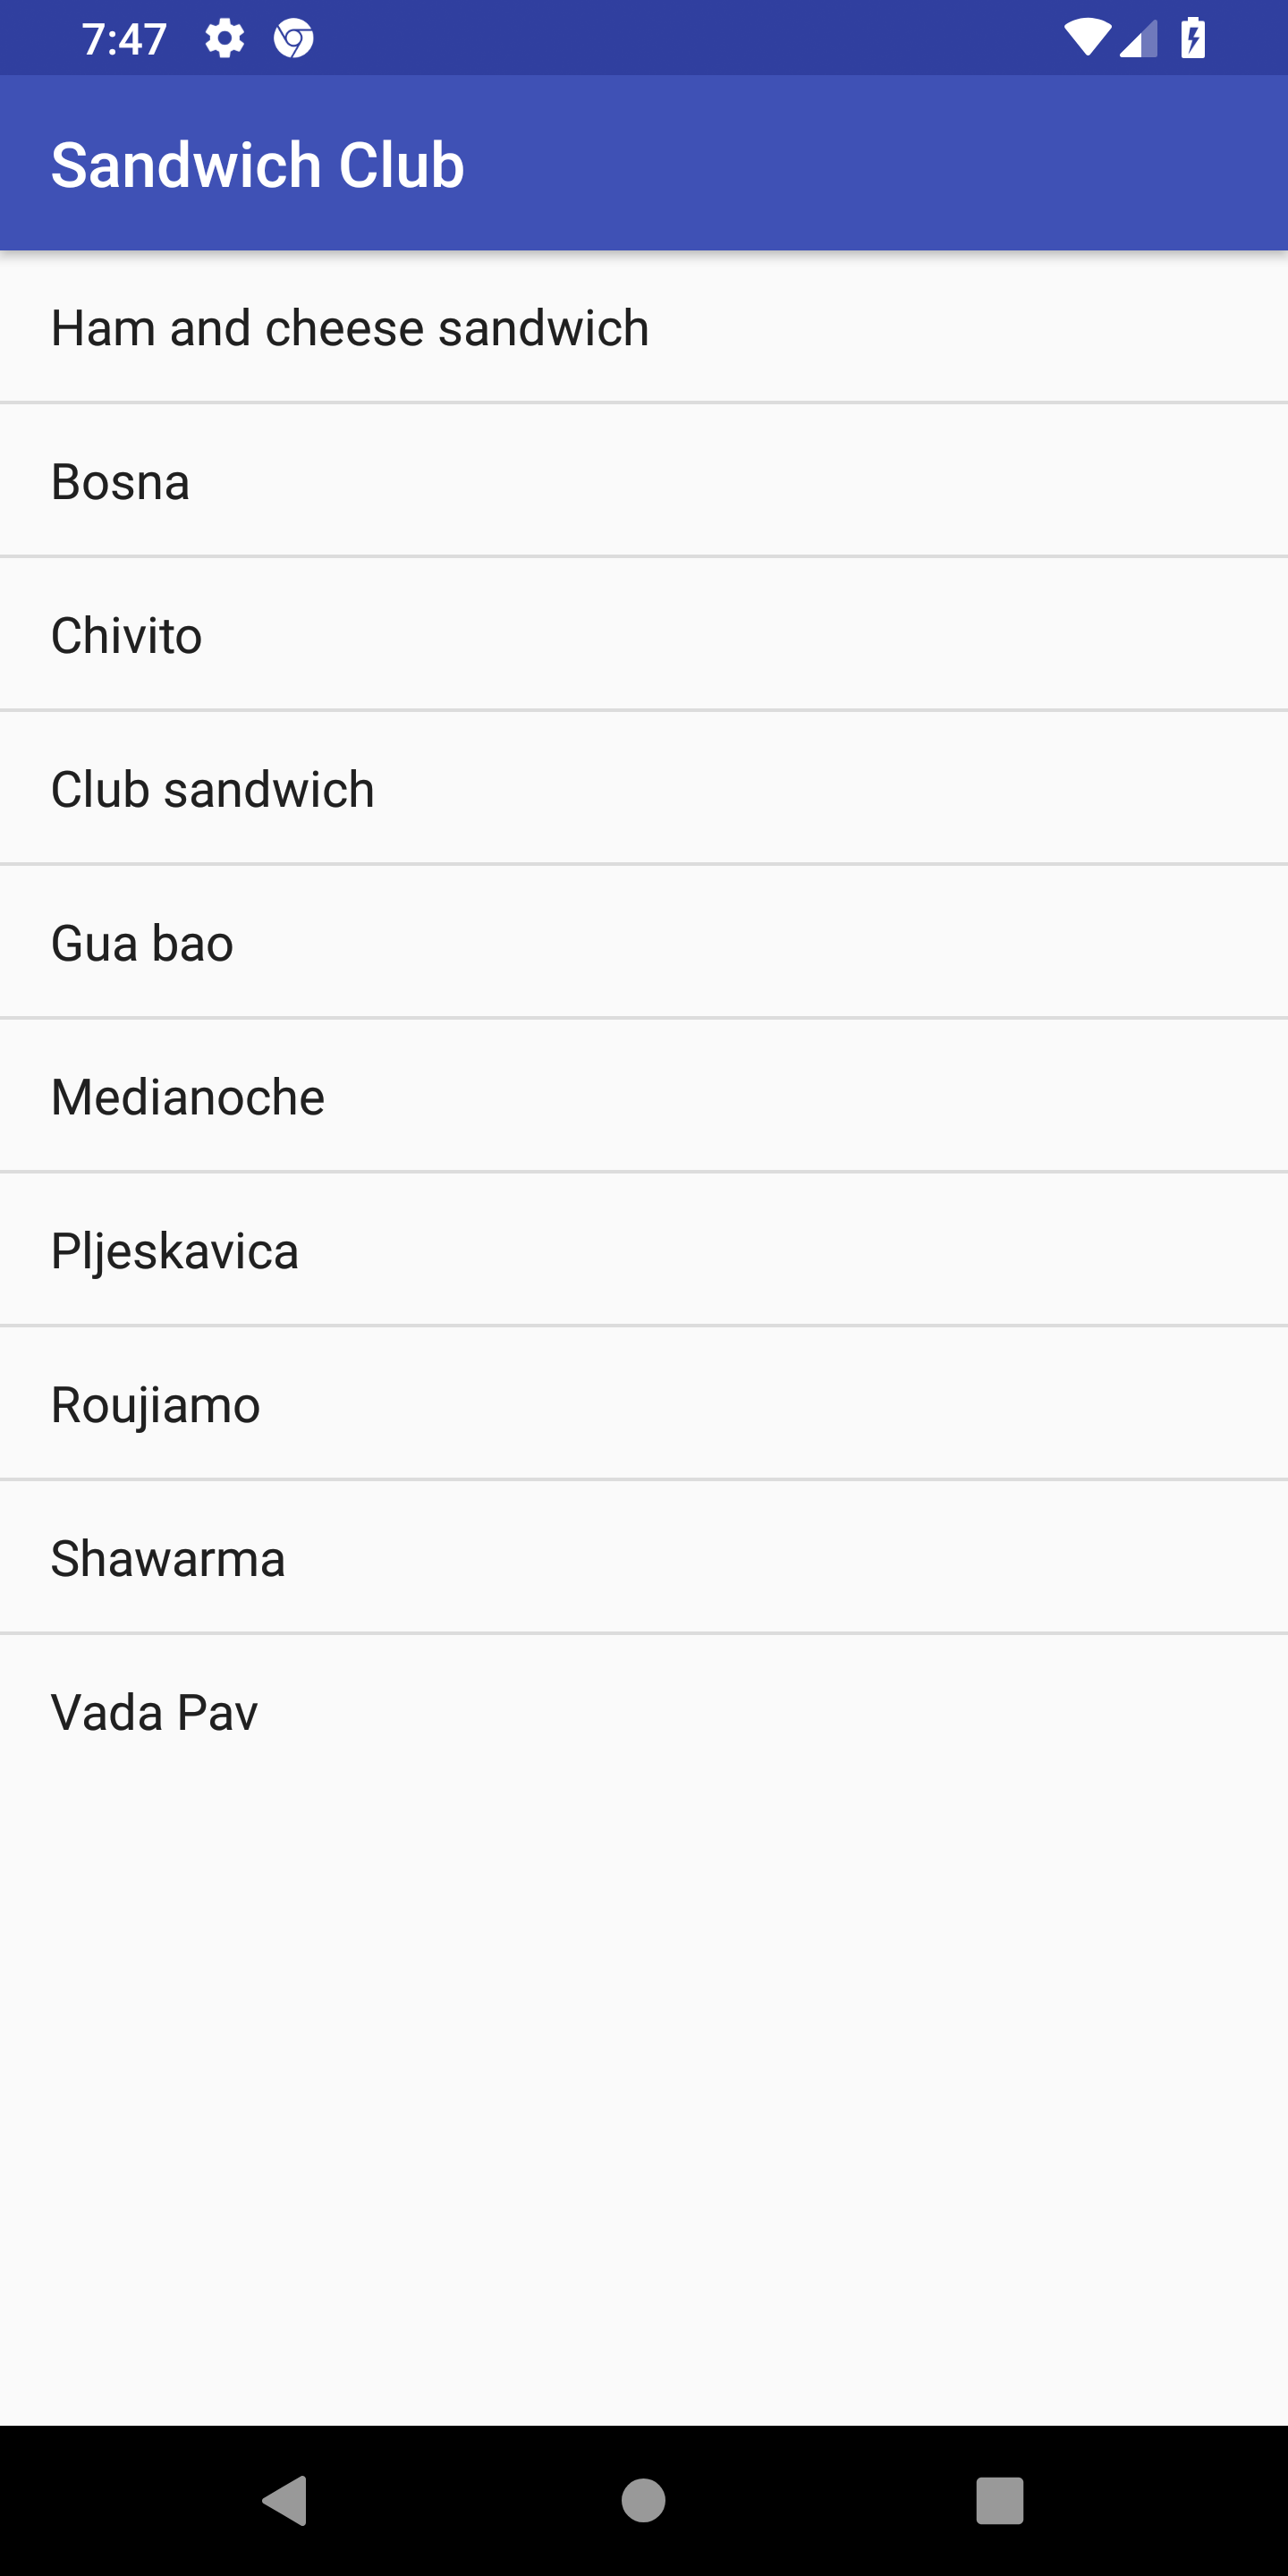 7:47
Sandwich Club
Ham and cheese sandwich
Bosna
Chivito
Club sandwich
Gua bao
Medianoche
Pljeskavica
Roujiamo
Shawarma
Vada Pav